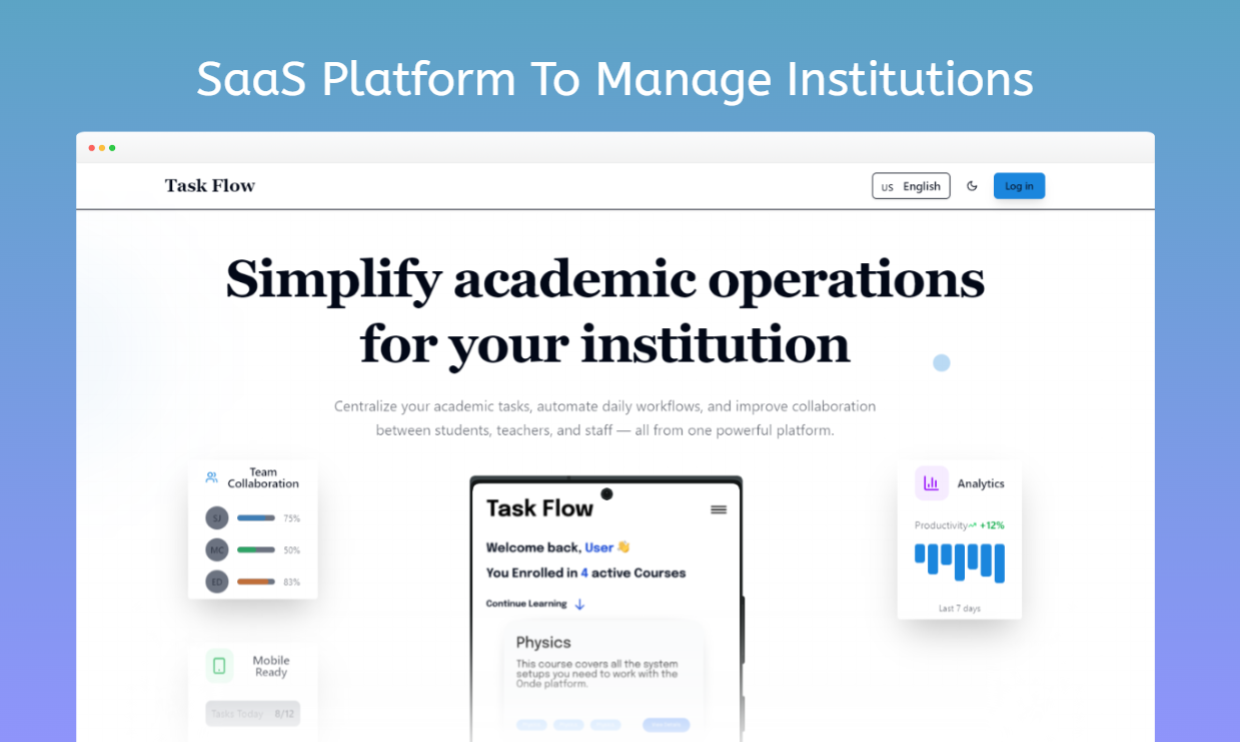 SaaS Platform To Manage Institutions
Task Flow
US English
Log in
Simplify academic operations
for your institution
Centralize your academic tasks, automate daily workflows, and improve collaboration
between students, teachers, and staff — all from one powerful platform.
Team
Collaboration
SJ 75%
MC 50%
ED 83%
Mobile
Ready
Tasks Today 8/12
Task Flow
Welcome back, User 👋
You Enrolled in 4 active Courses
Continue Learning ↓
Physics
This course covers all the system
setups you need to work with the
Onde platform.
Analytics
Productivity +12%
Last 7 days